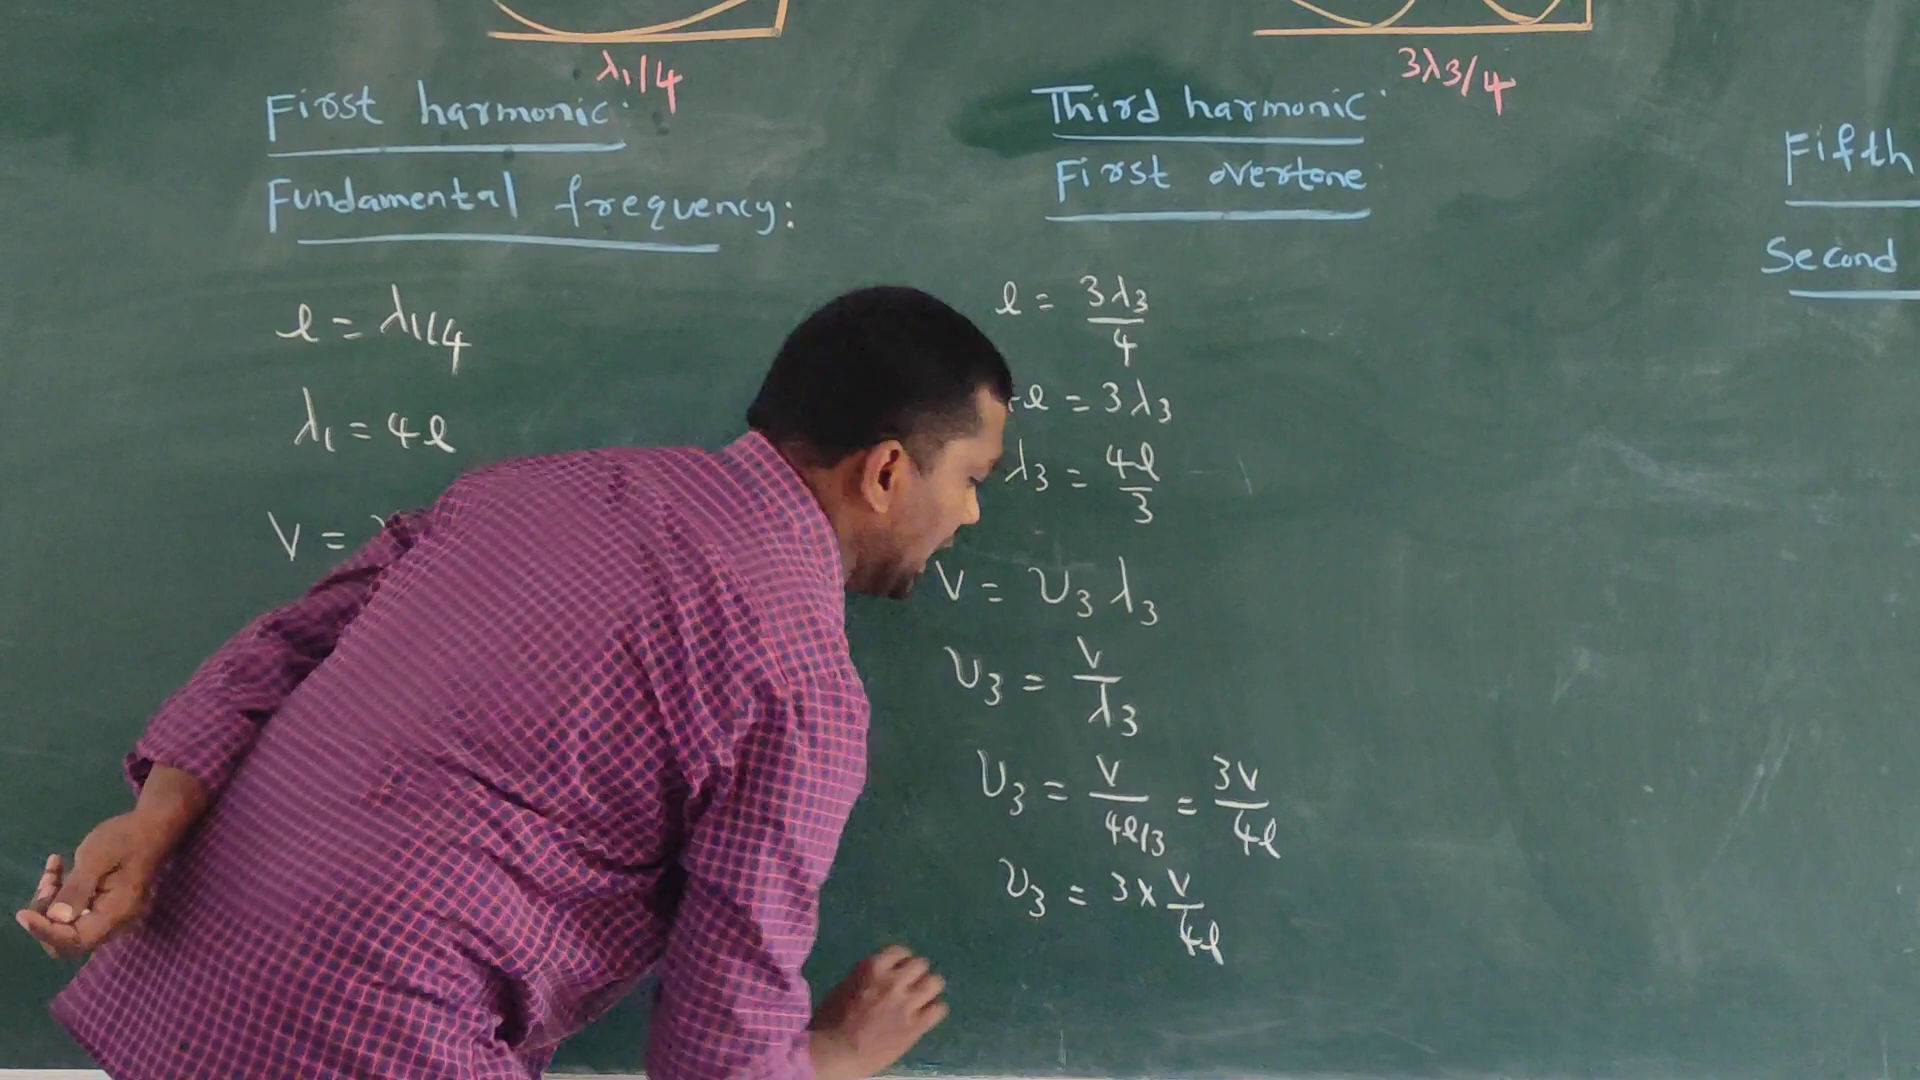 λ₁/4
First harmonic
Fundamental frequency:
l = λ₁/4
λ₁ = 4l
V =
3λ3/4
Third harmonic
First overtone
l = 3λ3/4
l = 3λ3
λ3 = 4l/3
V = υ3 λ3
υ3 = V/λ3
υ3 = V/4l/3 = 3V/4l
υ3 = 3 x V/4l
Fifth
Second